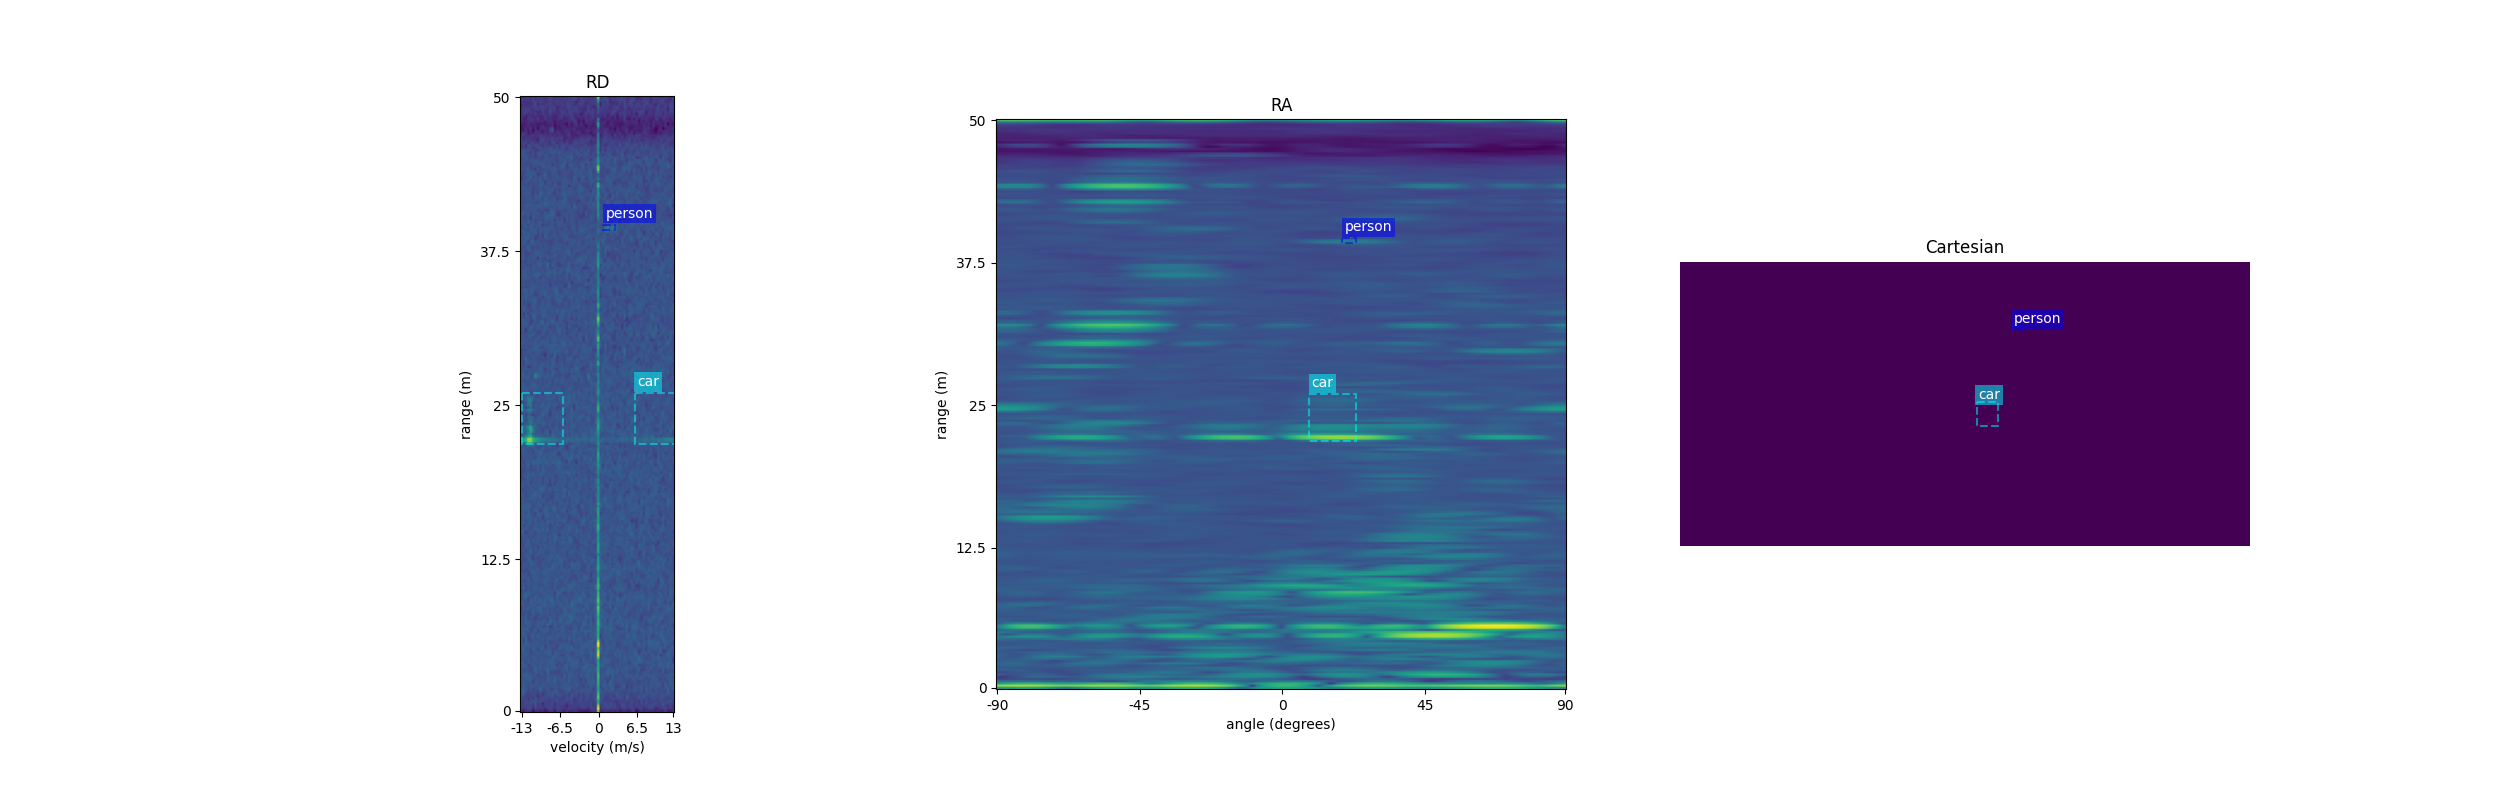 RD
50
37.5
25
12.5
0
range (m)
person
car
-13 -6.5 0 6.5 13
velocity (m/s)
RA
50
37.5
25
12.5
0
range (m)
person
car
-90 -45 0 45 90
angle (degrees)
Cartesian
person
car